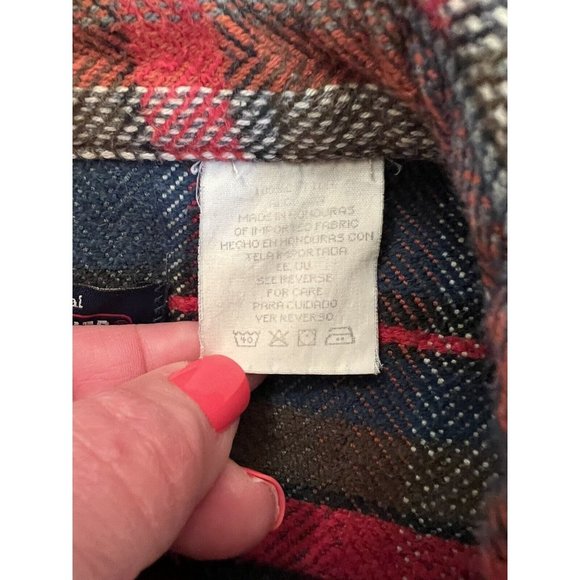 MADE IN HONDURAS
OF IMPORTED FABRIC
HECHO EN HONDURAS CON
TELA IMPORTADA
EE. UU.
SEE REVERSE
FOR CARE
PARA CUIDADO
VER REVERSO
40